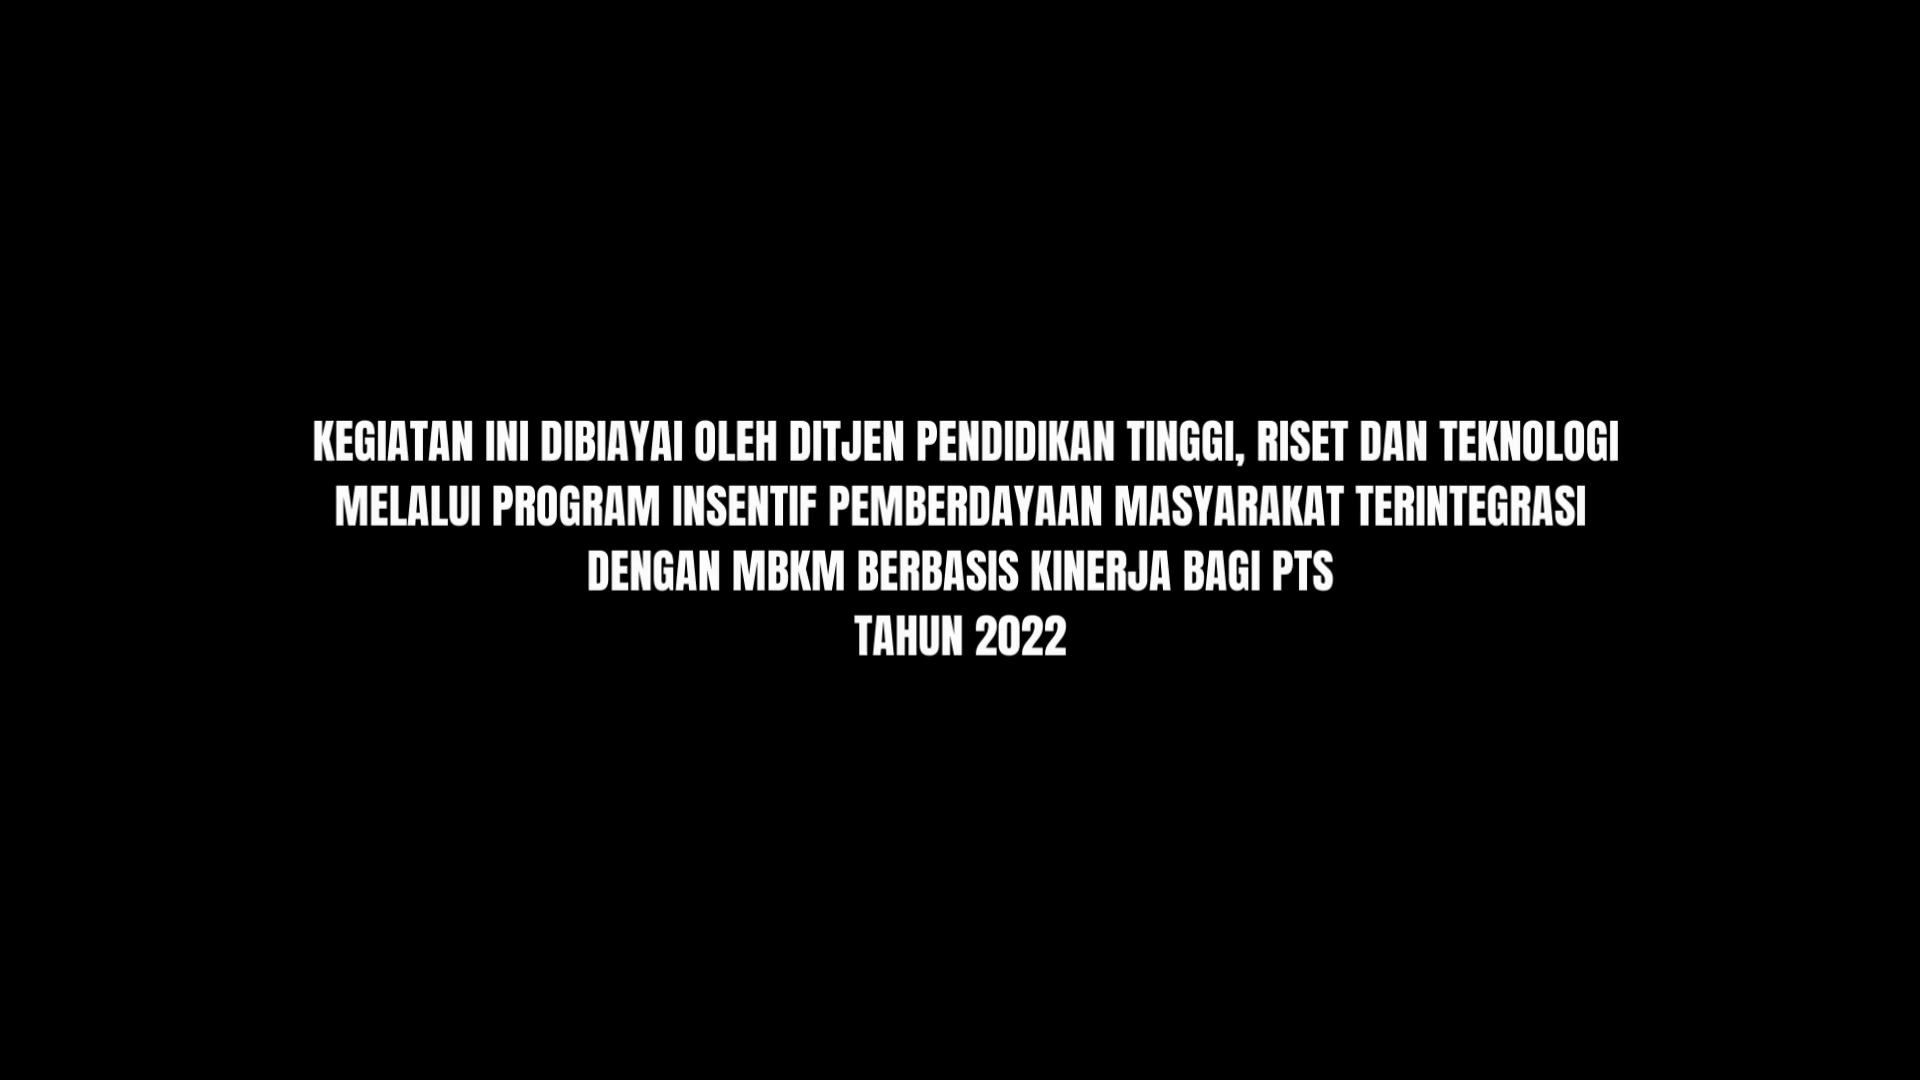 KEGIATAN INI DIBIAYAI OLEH DITJEN PENDIDIKAN TINGGI, RISET DAN TEKNOLOGI
MELALUI PROGRAM INSENTIF PEMBERDAYAAN MASYARAKAT TERINTEGRASI
DENGAN MBKM BERBASIS KINERJA BAGI PTS
TAHUN 2022